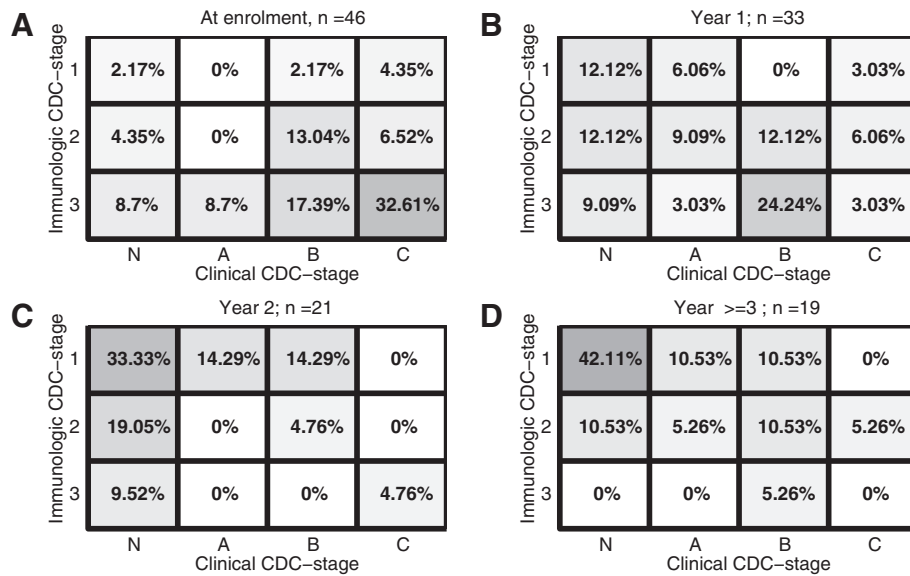 A
At enrolment, n =46
Immunologic CDC−stage
1
2.17% 0% 2.17% 4.35%
2
4.35% 0% 13.04% 6.52%
3
8.7% 8.7% 17.39% 32.61%
N A B C
Clinical CDC−stage
B
Year 1; n =33
Immunologic CDC−stage
1
12.12% 6.06% 0% 3.03%
2
12.12% 9.09% 12.12% 6.06%
3
9.09% 3.03% 24.24% 3.03%
N A B C
Clinical CDC−stage
C
Year 2; n =21
Immunologic CDC−stage
1
33.33% 14.29% 14.29% 0%
2
19.05% 0% 4.76% 0%
3
9.52% 0% 0% 4.76%
N A B C
Clinical CDC−stage
D
Year >=3 ; n =19
Immunologic CDC−stage
1
42.11% 10.53% 10.53% 0%
2
10.53% 5.26% 10.53% 5.26%
3
0% 0% 5.26% 0%
N A B C
Clinical CDC−stage